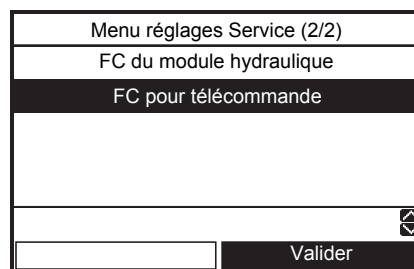 Menu réglages Service (2/2)
FC du module hydraulique
FC pour télécommande
Valider